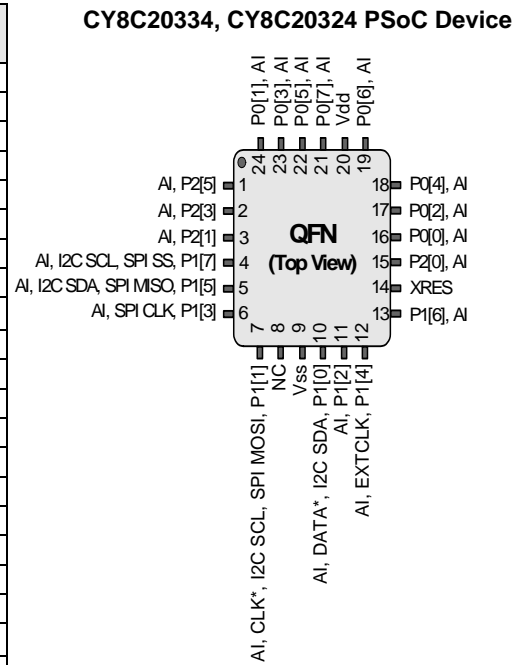 CY8C20334, CY8C20324 PSoC Device
P0[1], AI
P0[3], AI
P0[5], AI
P0[7], AI
Vdd
P0[6], AI
24
23
22
21
20
19
AI, P2[5] 1
AI, P2[3] 2
AI, P2[1] 3
AI, I2C SCL, SPI SS, P1[7] 4
AI, I2C SDA, SPI MISO, P1[5] 5
AI, SPI CLK, P1[3] 6
QFN
(Top View)
18 P0[4], AI
17 P0[2], AI
16 P0[0], AI
15 P2[0], AI
14 XRES
13 P1[6], AI
7
8
9
10
11
12
AI, CLK*, I2C SCL, SPI MOSI, P1[1]
NC
Vss
AI, DATA*, I2C SDA, P1[0]
AI, P1[2]
AI, EXTCLK, P1[4]